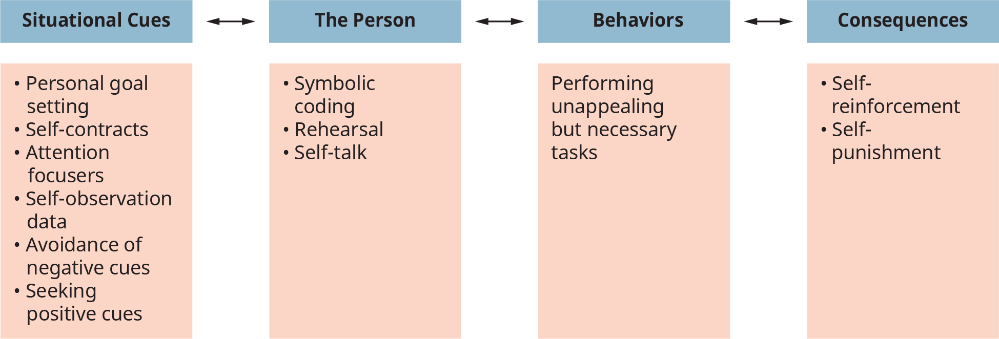 Situational Cues
The Person
Behaviors
Consequences
• Personal goal
setting
• Self-contracts
• Attention
focusers
• Self-observation
data
• Avoidance of
negative cues
• Seeking
positive cues
• Symbolic
coding
• Rehearsal
• Self-talk
Performing
unappealing
but necessary
tasks
• Self-
reinforcement
• Self-
punishment